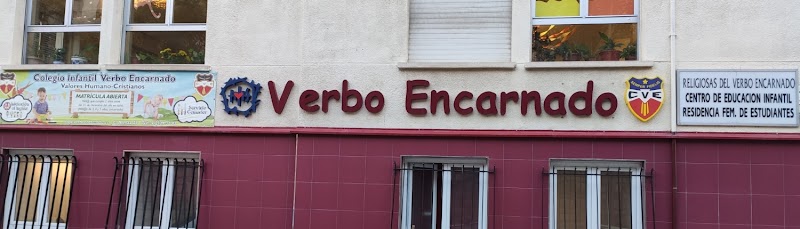 Colegio Infantil Verbo Encarnado
Valores Humano-Cristianos
MATRÍCULA ABIERTA
Verbo Encarnado
CVE
RELIGIOSAS DEL VERBO ENCARNADO
CENTRO DE EDUCACION INFANTIL
RESIDENCIA FEM. DE ESTUDIANTES